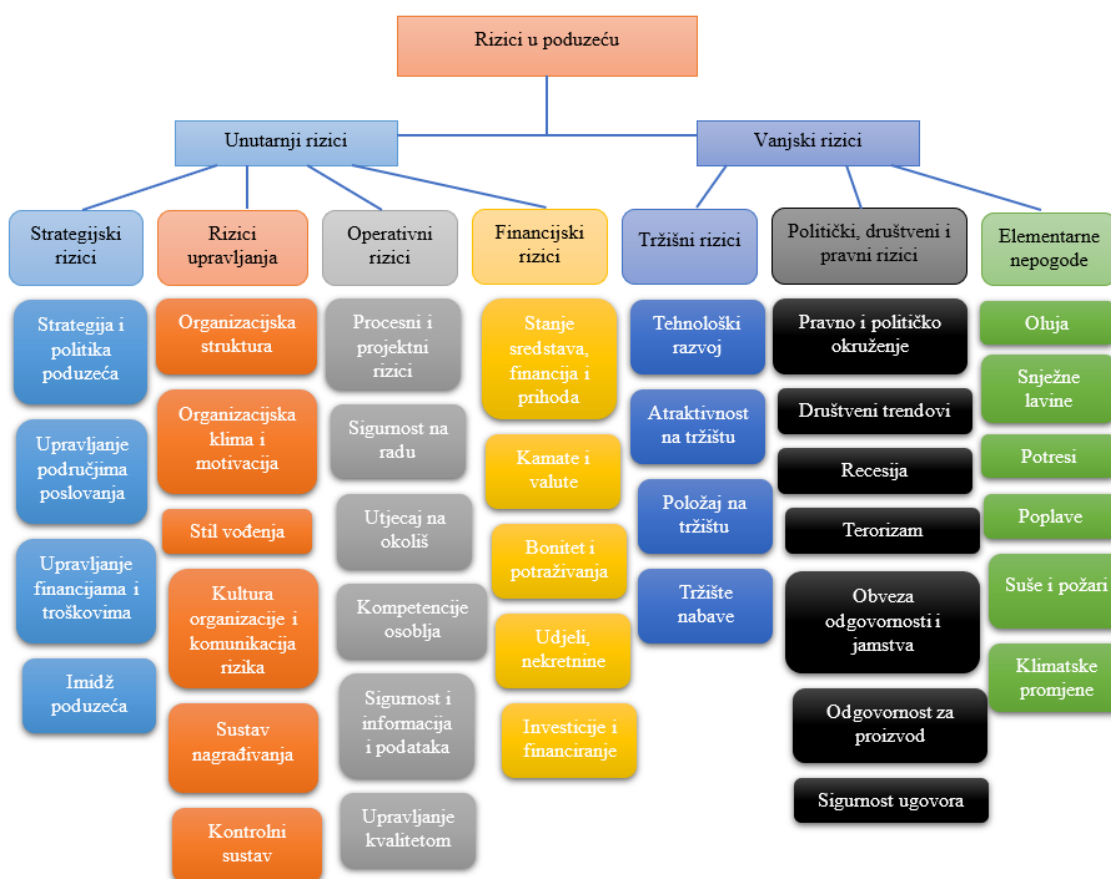 Rizici u poduzeću
Unutarnji rizici
Vanjski rizici
Strategijski
rizici
Rizici
upravljanja
Operativni
rizici
Financijski
rizici
Tržišni rizici
Politički, društveni i
pravni rizici
Elementarne
nepogode
Strategija i
politika
poduzeća
Upravljanje
područjima
poslovanja
Upravljanje
financijama i
troškovima
Imidž
poduzeća
Organizacijska
struktura
Organizacijska
klima i
motivacija
Stil vođenja
Kultura
organizacije i
komunikacija
rizika
Sustav
nagrađivanja
Kontrolni
sustav
Procesni i
projektni
rizici
Sigurnost na
radu
Utjecaj na
okoliš
Kompetencije
osoblja
Sigurnost i
informacija
i podataka
Upravljanje
kvalitetom
Stanje
sredstava,
financija i
prihoda
Kamate i
valute
Bonitet i
potraživanja
Udjeli,
nekretnine
Investicije i
financiranje
Tehnološki
razvoj
Atraktivnost
na tržištu
Položaj na
tržištu
Tržište
nabave
Pravno i političko
okruženje
Društveni trendovi
Recesija
Terorizam
Obveza
odgovornosti i
jamstva
Odgovornost za
proizvod
Sigurnost ugovora
Oluja
Snježne
lavine
Potresi
Poplave
Suše i požari
Klimatske
promjene